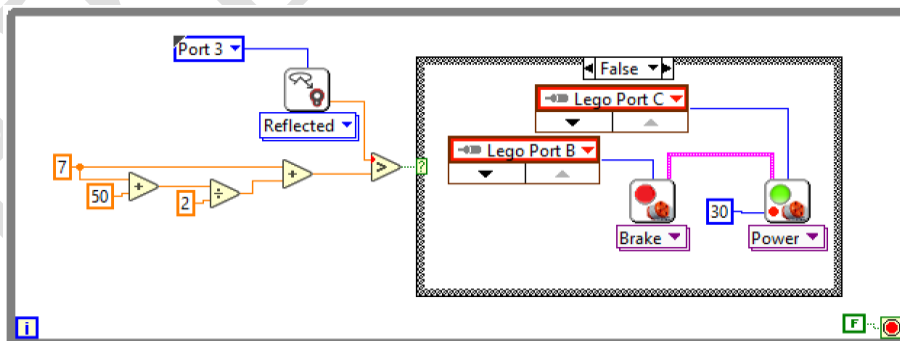 Port 3
False
Lego Port C
Reflected
Lego Port B
7
+
+
>
?
50
÷
2
30
Brake
Power
i
F